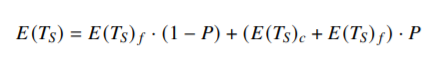 E(T_S) = E(T_S)_f · (1 − P) + (E(T_S)_c + E(T_S)_f) · P